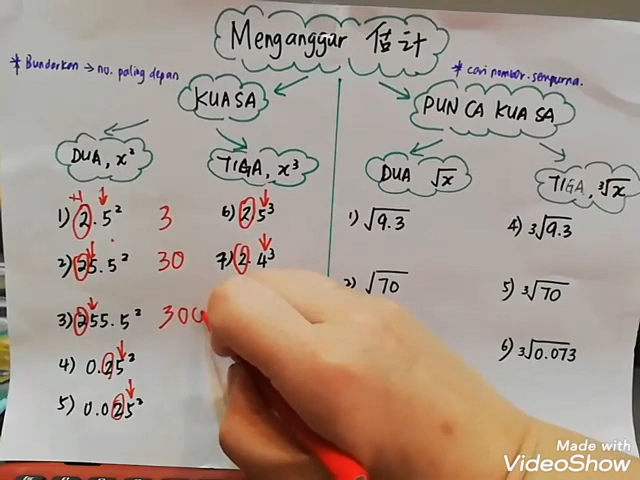 Menganggar 估计
* Bundarkan → no. paling depan
* cari nombor sempurna.
KUASA
PUNCA KUASA
DUA, x²
TIGA, x³
DUA √x
TIGA, ³√x
+1
1) 2.5² 3
2) 25.5² 30
3) 255.5² 300
4) 0.25²
5) 0.025²
6) 25³
7) 2.4³
1) √9.3
2) √70
4) ³√9.3
5) ³√70
6) ³√0.073
Made with
VideoShow